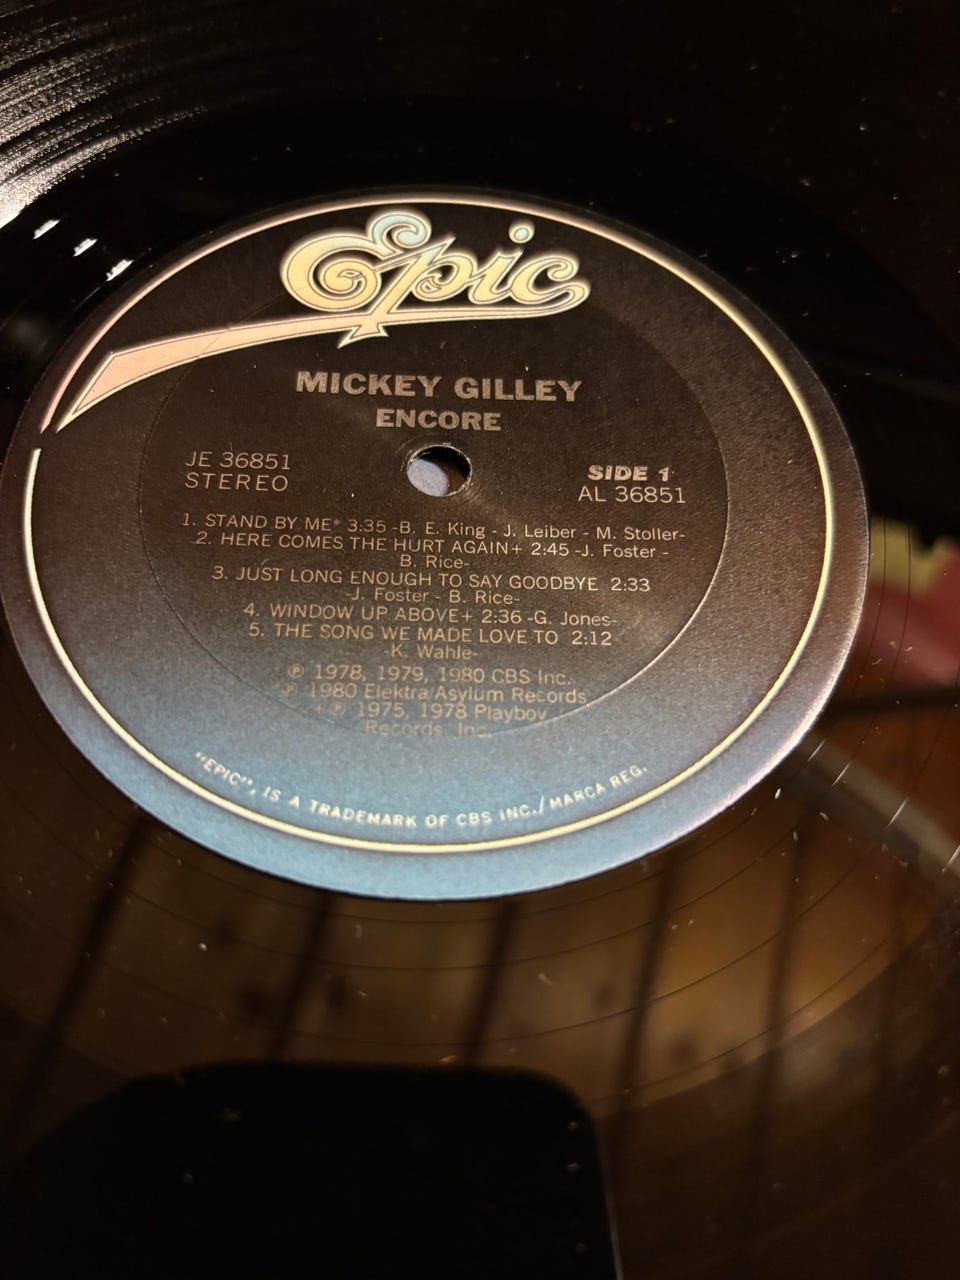 Epic
MICKEY GILLEY
ENCORE
JE 36851
STEREO
SIDE 1
AL 36851
1. STAND BY ME* 3:35 -B. E. King - J. Leiber - M. Stoller-
2. HERE COMES THE HURT AGAIN+ 2:45 -J. Foster -
B. Rice-
3. JUST LONG ENOUGH TO SAY GOODBYE 2:33
-J. Foster - B. Rice-
4. WINDOW UP ABOVE+ 2:36 -G. Jones-
5. THE SONG WE MADE LOVE TO 2:12
-K. Wahle-
℗ 1978, 1979, 1980 CBS Inc.
*℗ 1980 Elektra/Asylum Records
+℗ 1975, 1978 Playboy
Records, Inc.
"EPIC", IS A TRADEMARK OF CBS INC./MARCA REG.